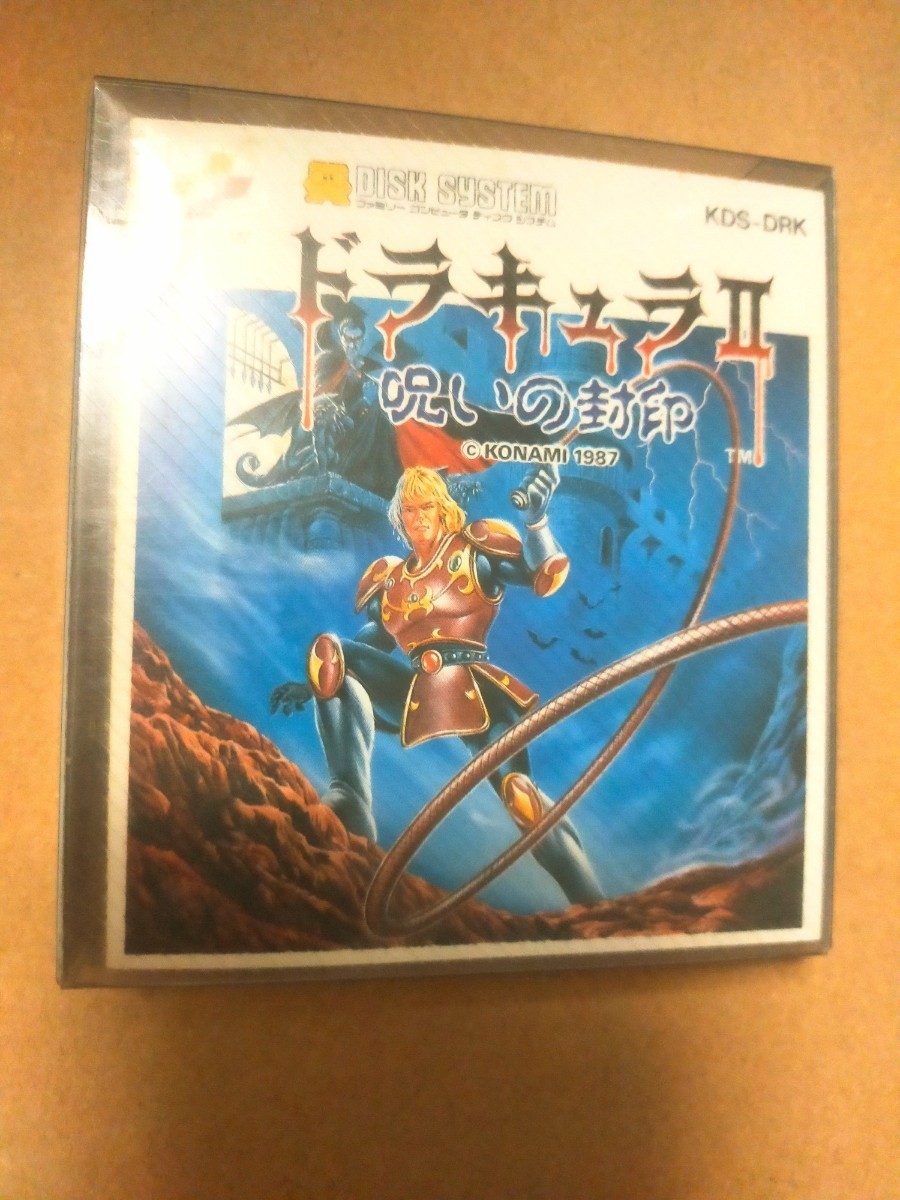 DISK SYSTEM
ファミリー コンピュータ ディスク システム
KDS-DRK
ドラキュラII
呪いの封印
© KONAMI 1987
TM